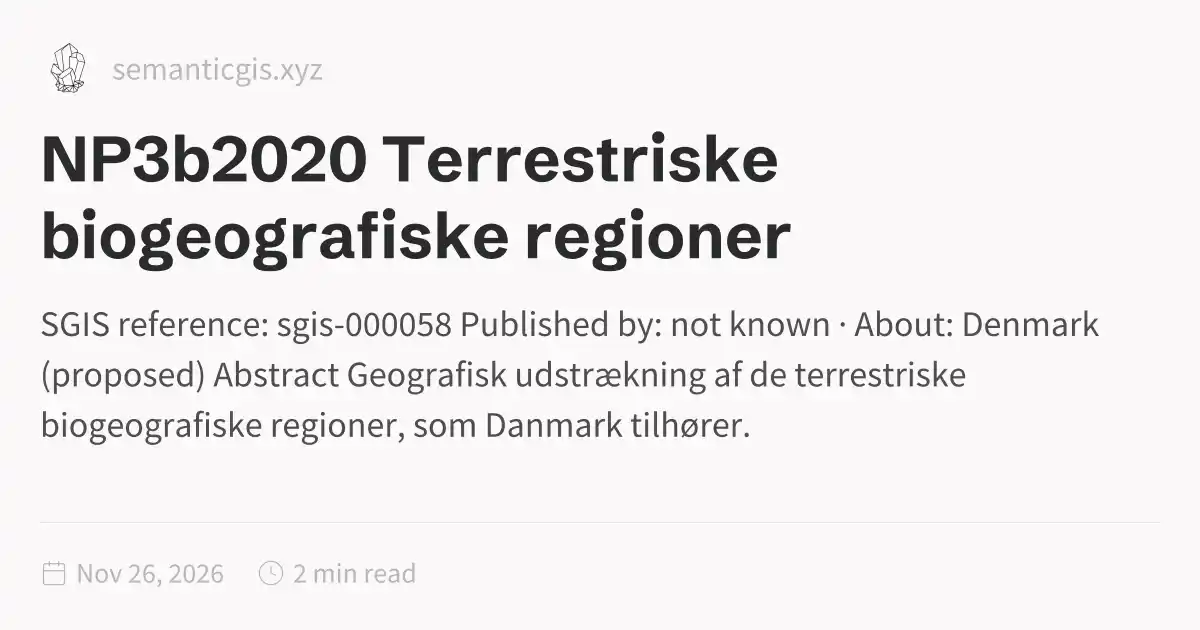 semanticgis.xyz
NP3b2020 Terrestriske
biogeografiske regioner
SGIS reference: sgis-000058 Published by: not known · About: Denmark
(proposed) Abstract Geografisk udstrækning af de terrestriske
biogeografiske regioner, som Danmark tilhører.
Nov 26, 2026 2 min read